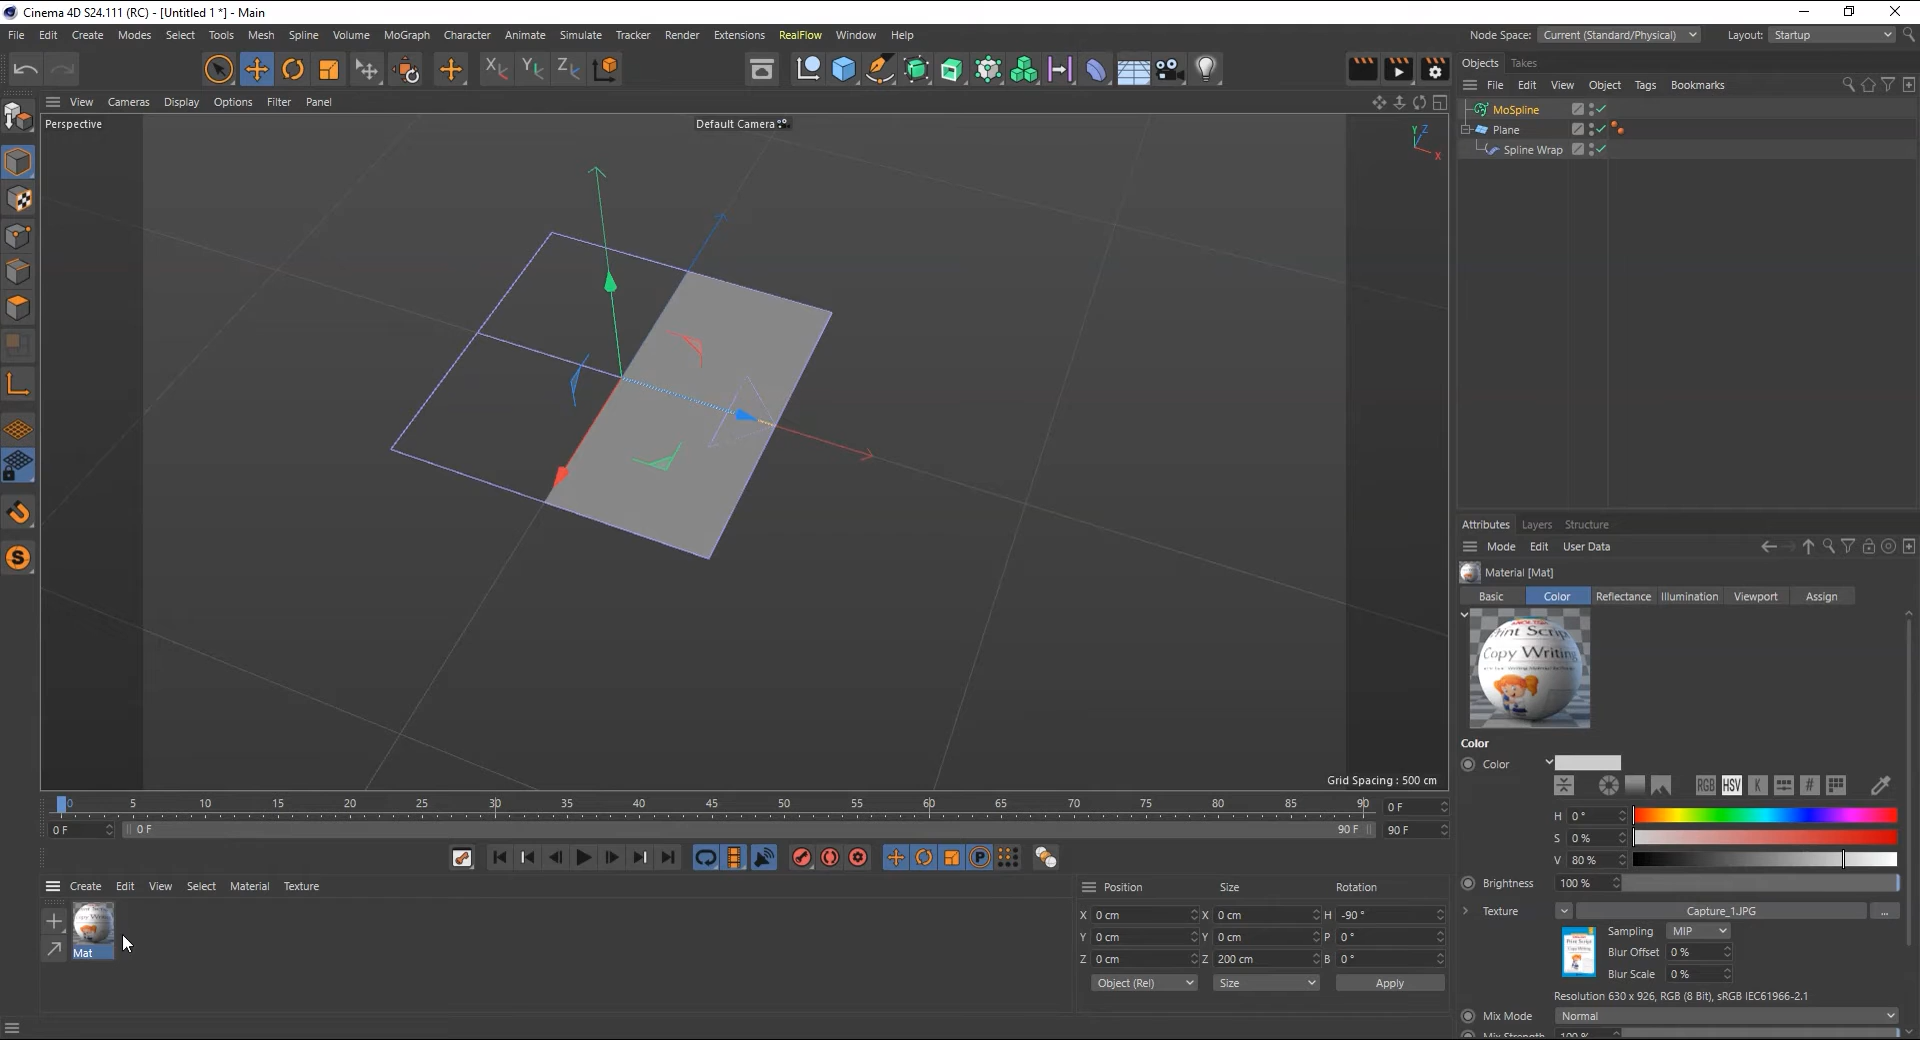 Cinema 4D S24.111 (RC) - [Untitled 1 *] - Main
File Edit Create Modes Select Tools Mesh Spline Volume MoGraph Character Animate Simulate Tracker Render Extensions RealFlow Window Help
Node Space: Current (Standard/Physical) Layout: Startup
View Cameras Display Options Filter Panel
Perspective
Default Camera
Y Z
X
Grid Spacing : 500 cm
Objects Takes
File Edit View Object Tags Bookmarks
MoSpline
Plane
Spline Wrap
Attributes Layers Structure
Mode Edit User Data
Material [Mat]
Basic Color Reflectance Illumination Viewport Assign
Print Scrip
Copy Writing
Color
Color
RGB HSV K #
H 0 °
S 0 %
V 80 %
Brightness 100 %
Texture Capture_1.JPG ...
Sampling MIP
Blur Offset 0 %
Blur Scale 0 %
Resolution 630 x 926, RGB (8 Bit), sRGB IEC61966-2.1
Mix Mode Normal
Mix Strength 100 %
0 5 10 15 20 25 30 35 40 45 50 55 60 65 70 75 80 85 90 0 F
0 F 0 F 90 F 90 F
Create Edit View Select Material Texture
Mat
Position Size Rotation
X 0 cm X 0 cm H -90 °
Y 0 cm Y 0 cm P 0 °
Z 0 cm Z 200 cm B 0 °
Object (Rel) Size Apply